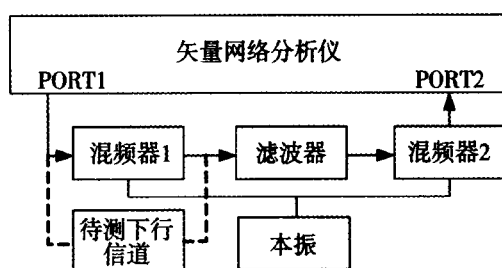 矢量网络分析仪
PORT1
PORT2
混频器1
滤波器
混频器2
待测下行
信道
本振